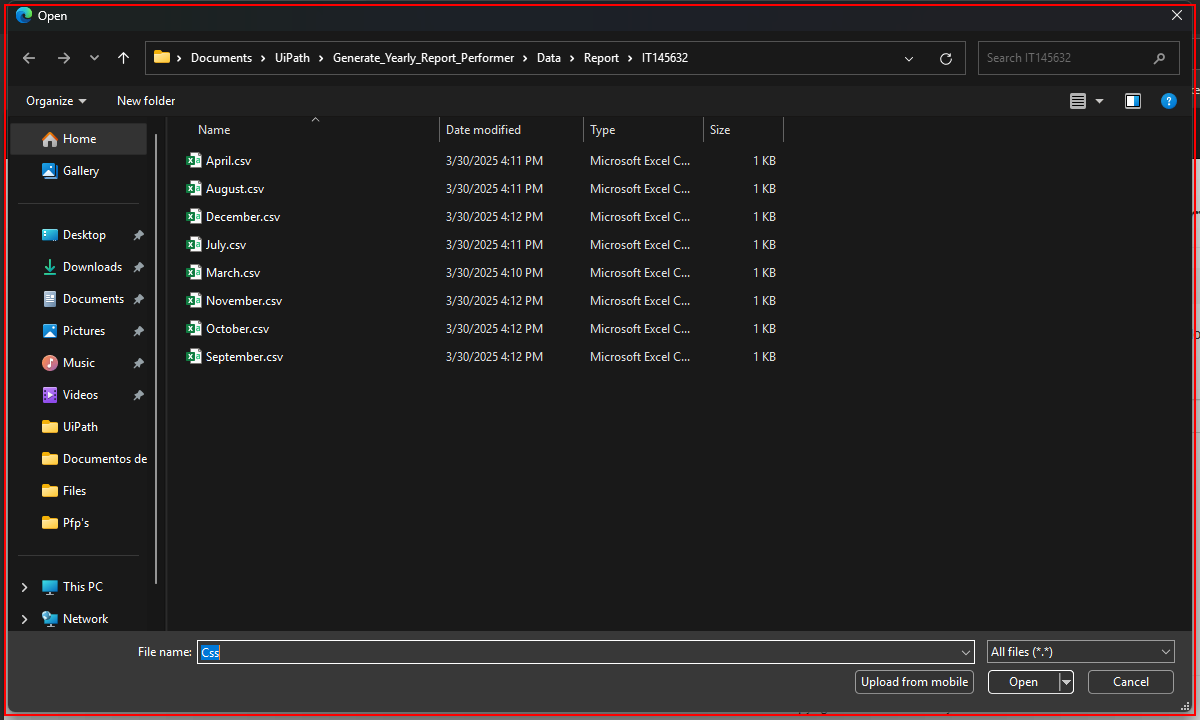 Open
Documents > UiPath > Generate_Yearly_Report_Performer > Data > Report > IT145632
Search IT145632
Organize New folder
Name Date modified Type Size
Home
Gallery
Desktop
Downloads
Documents
Pictures
Music
Videos
UiPath
Documentos de
Files
Pfp's
This PC
Network
April.csv 3/30/2025 4:11 PM Microsoft Excel C... 1 KB
August.csv 3/30/2025 4:11 PM Microsoft Excel C... 1 KB
December.csv 3/30/2025 4:12 PM Microsoft Excel C... 1 KB
July.csv 3/30/2025 4:11 PM Microsoft Excel C... 1 KB
March.csv 3/30/2025 4:10 PM Microsoft Excel C... 1 KB
November.csv 3/30/2025 4:12 PM Microsoft Excel C... 1 KB
October.csv 3/30/2025 4:12 PM Microsoft Excel C... 1 KB
September.csv 3/30/2025 4:12 PM Microsoft Excel C... 1 KB
File name: Css All files (*.*)
Upload from mobile Open Cancel